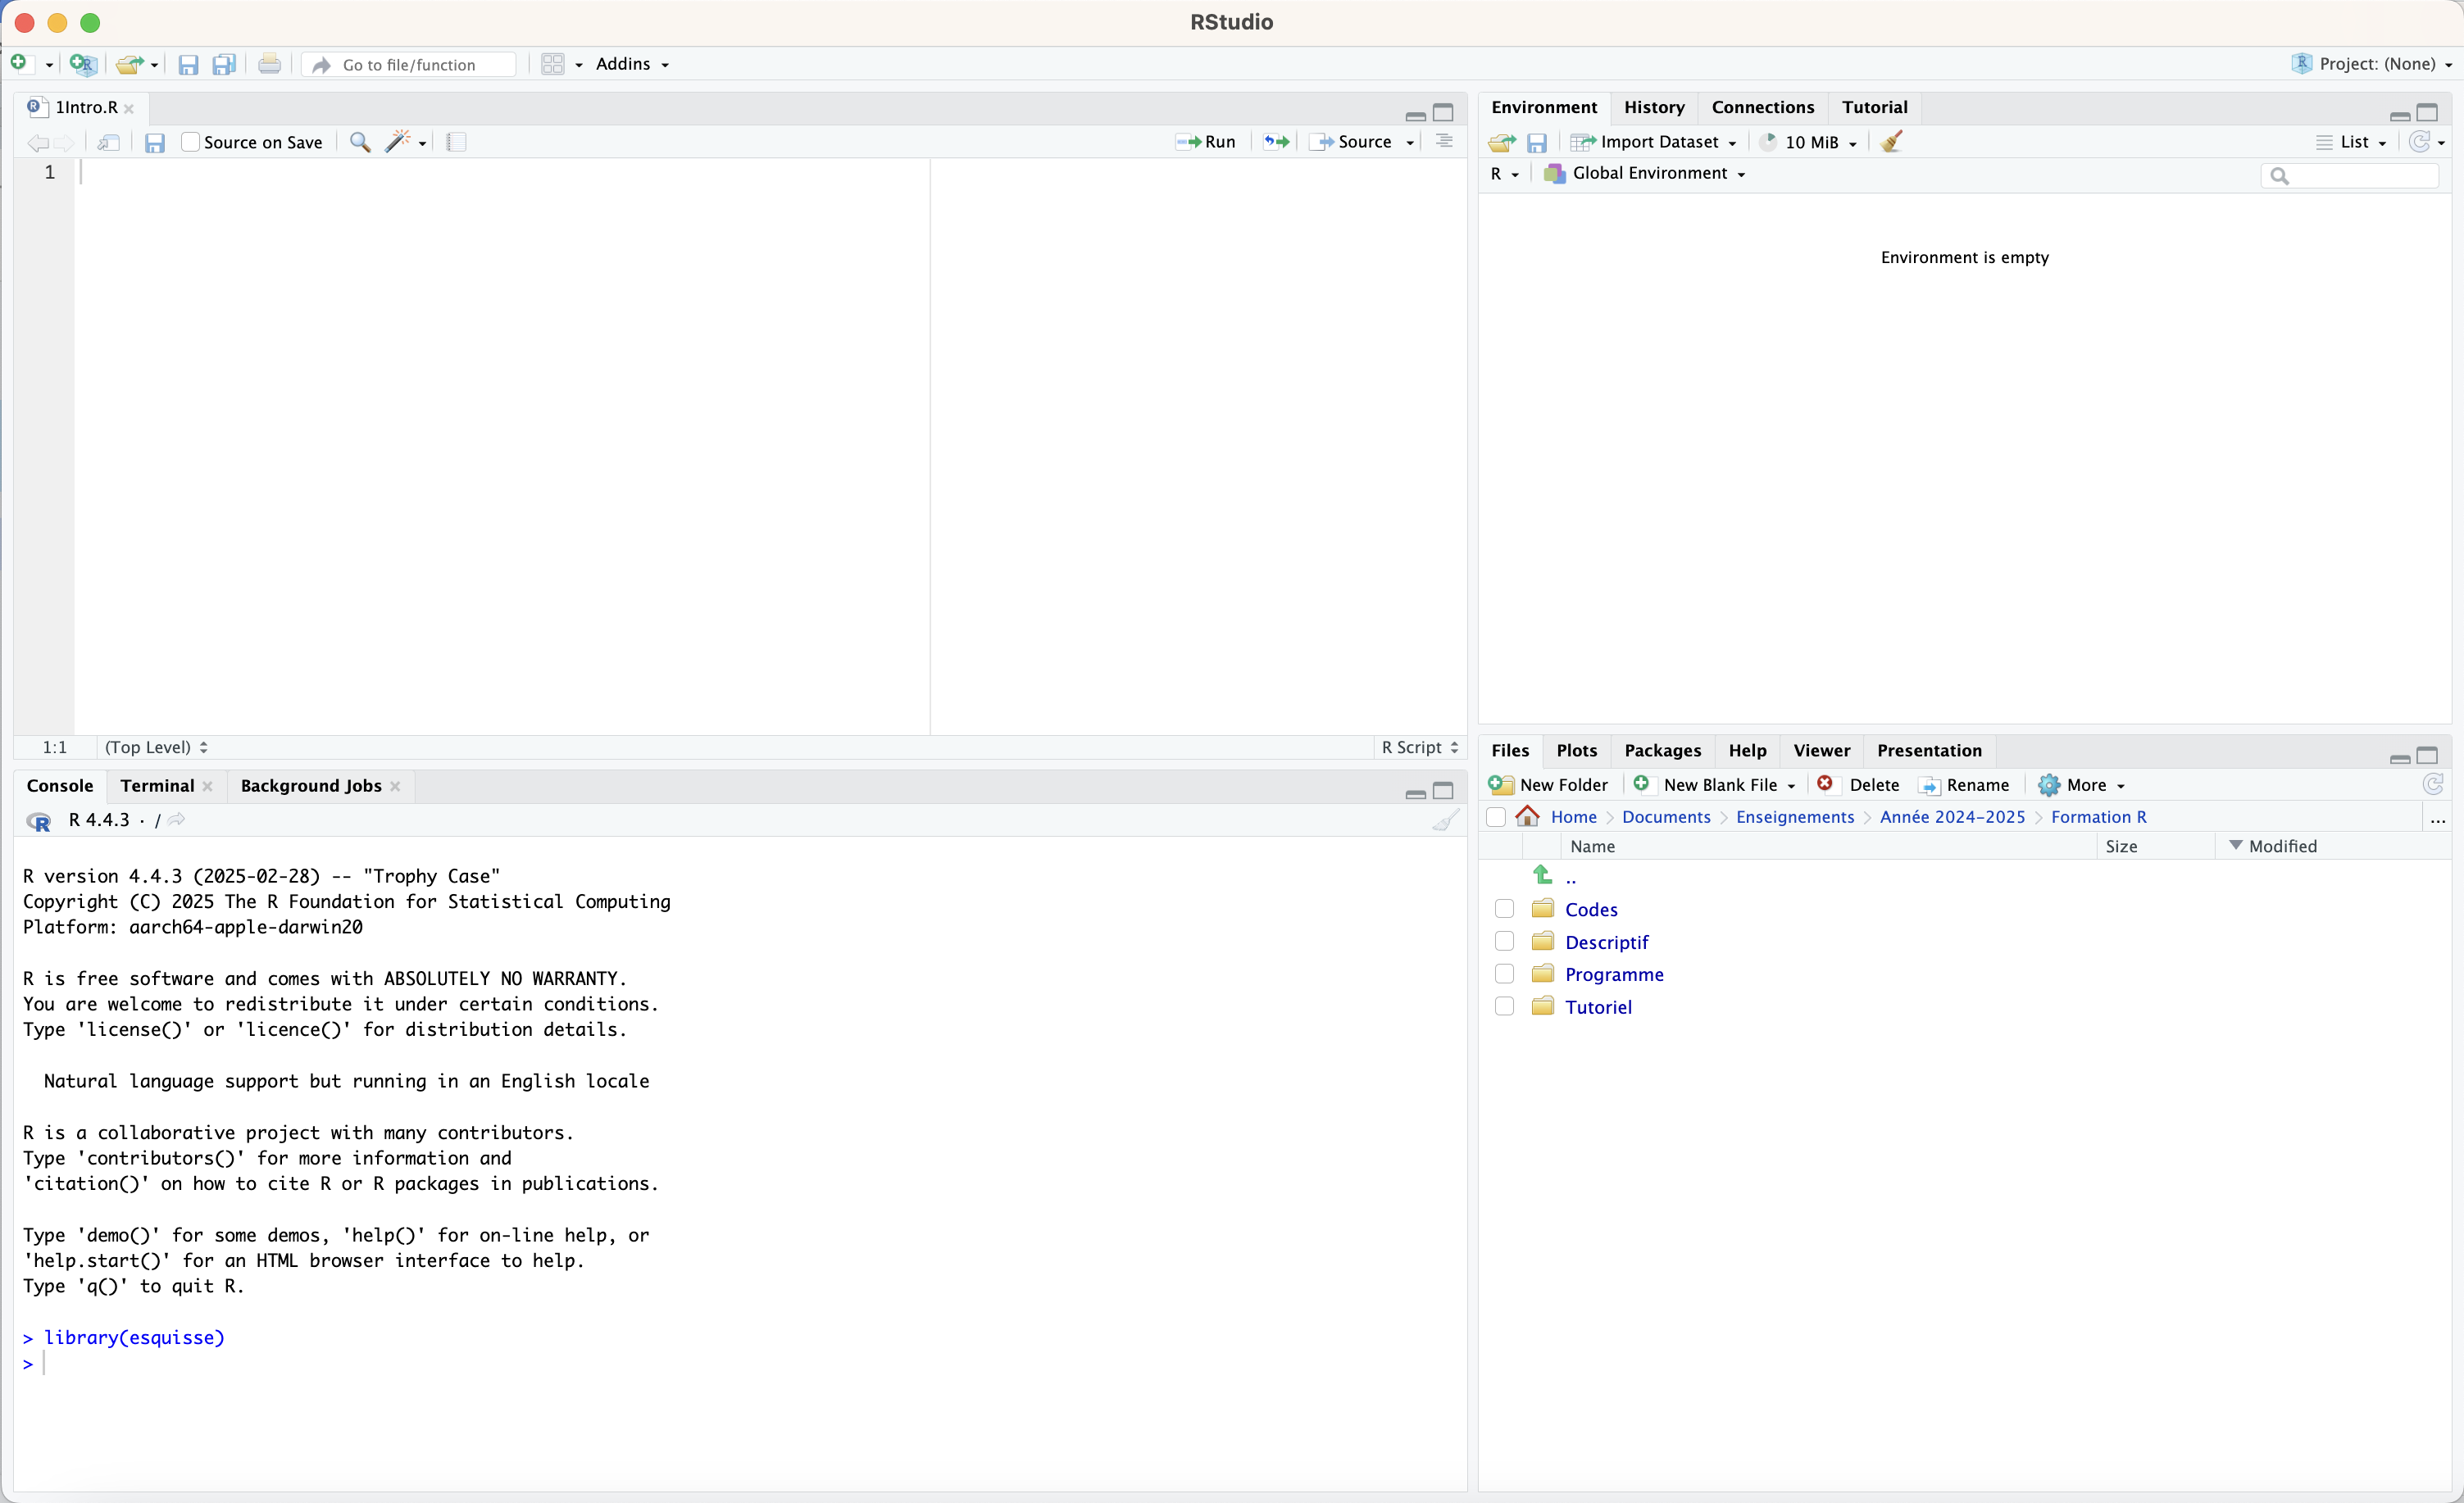 RStudio
Go to file/function
Addins
Project: (None)
1Intro.R
Source on Save
Run
Source
1
1:1
(Top Level)
R Script
Console
Terminal
Background Jobs
R 4.4.3 · /
R version 4.4.3 (2025-02-28) -- "Trophy Case"
Copyright (C) 2025 The R Foundation for Statistical Computing
Platform: aarch64-apple-darwin20
R is free software and comes with ABSOLUTELY NO WARRANTY.
You are welcome to redistribute it under certain conditions.
Type 'license()' or 'licence()' for distribution details.
Natural language support but running in an English locale
R is a collaborative project with many contributors.
Type 'contributors()' for more information and
'citation()' on how to cite R or R packages in publications.
Type 'demo()' for some demos, 'help()' for on-line help, or
'help.start()' for an HTML browser interface to help.
Type 'q()' to quit R.
> library(esquisse)
>
Environment
History
Connections
Tutorial
Import Dataset
10 MiB
List
R
Global Environment
Environment is empty
Files
Plots
Packages
Help
Viewer
Presentation
New Folder
New Blank File
Delete
Rename
More
Home
Documents
Enseignements
Année 2024-2025
Formation R
...
Name
Size
Modified
..
Codes
Descriptif
Programme
Tutoriel